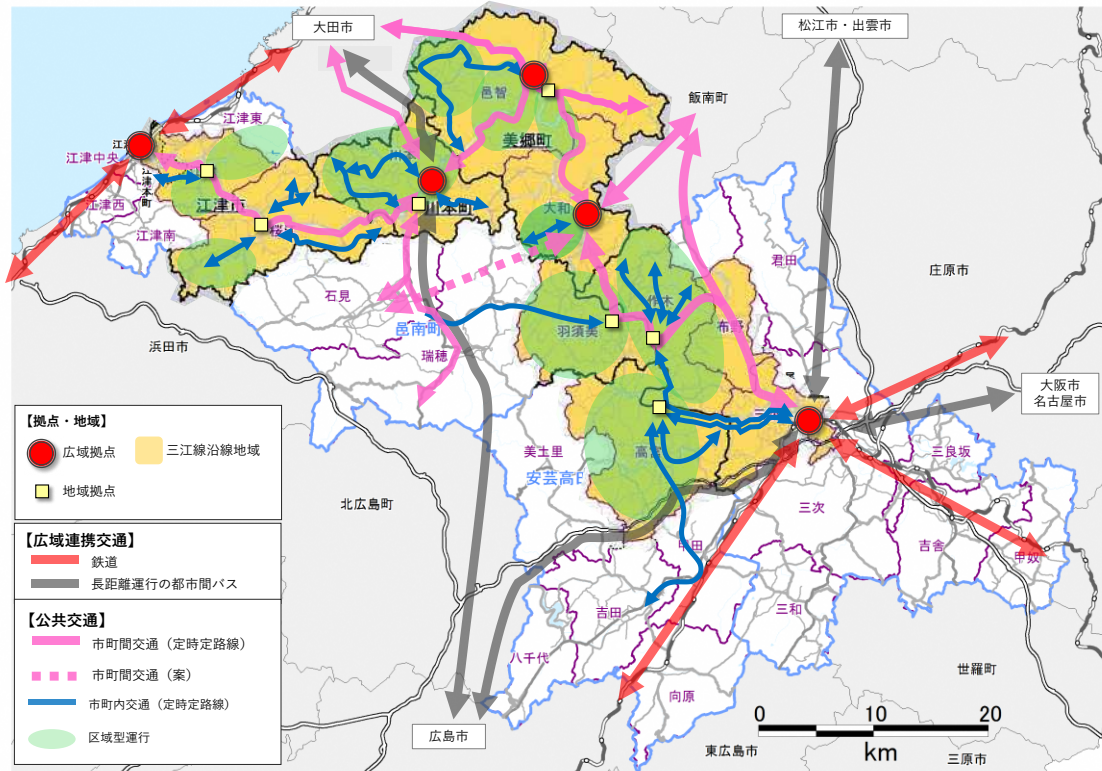 大田市
松江市・出雲市
飯南町
江津東
江津中央
江津本町
江津西
江津南
江津市
邑智
美郷町
川本町
大和
石見
邑南町
瑞穂
羽須美
作木
布野
君田
庄原市
浜田市
大阪市
名古屋市
北広島町
美土里
安芸高田
高宮
三次
三良坂
吉舎
甲奴
三和
吉田
八千代
向原
世羅町
広島市
東広島市
三原市
【拠点・地域】
広域拠点
三江線沿線地域
地域拠点
【広域連携交通】
鉄道
長距離運行の都市間バス
【公共交通】
市町間交通（定時定路線）
市町間交通（案）
市町内交通（定時定路線）
区域型運行
0 10 20
km